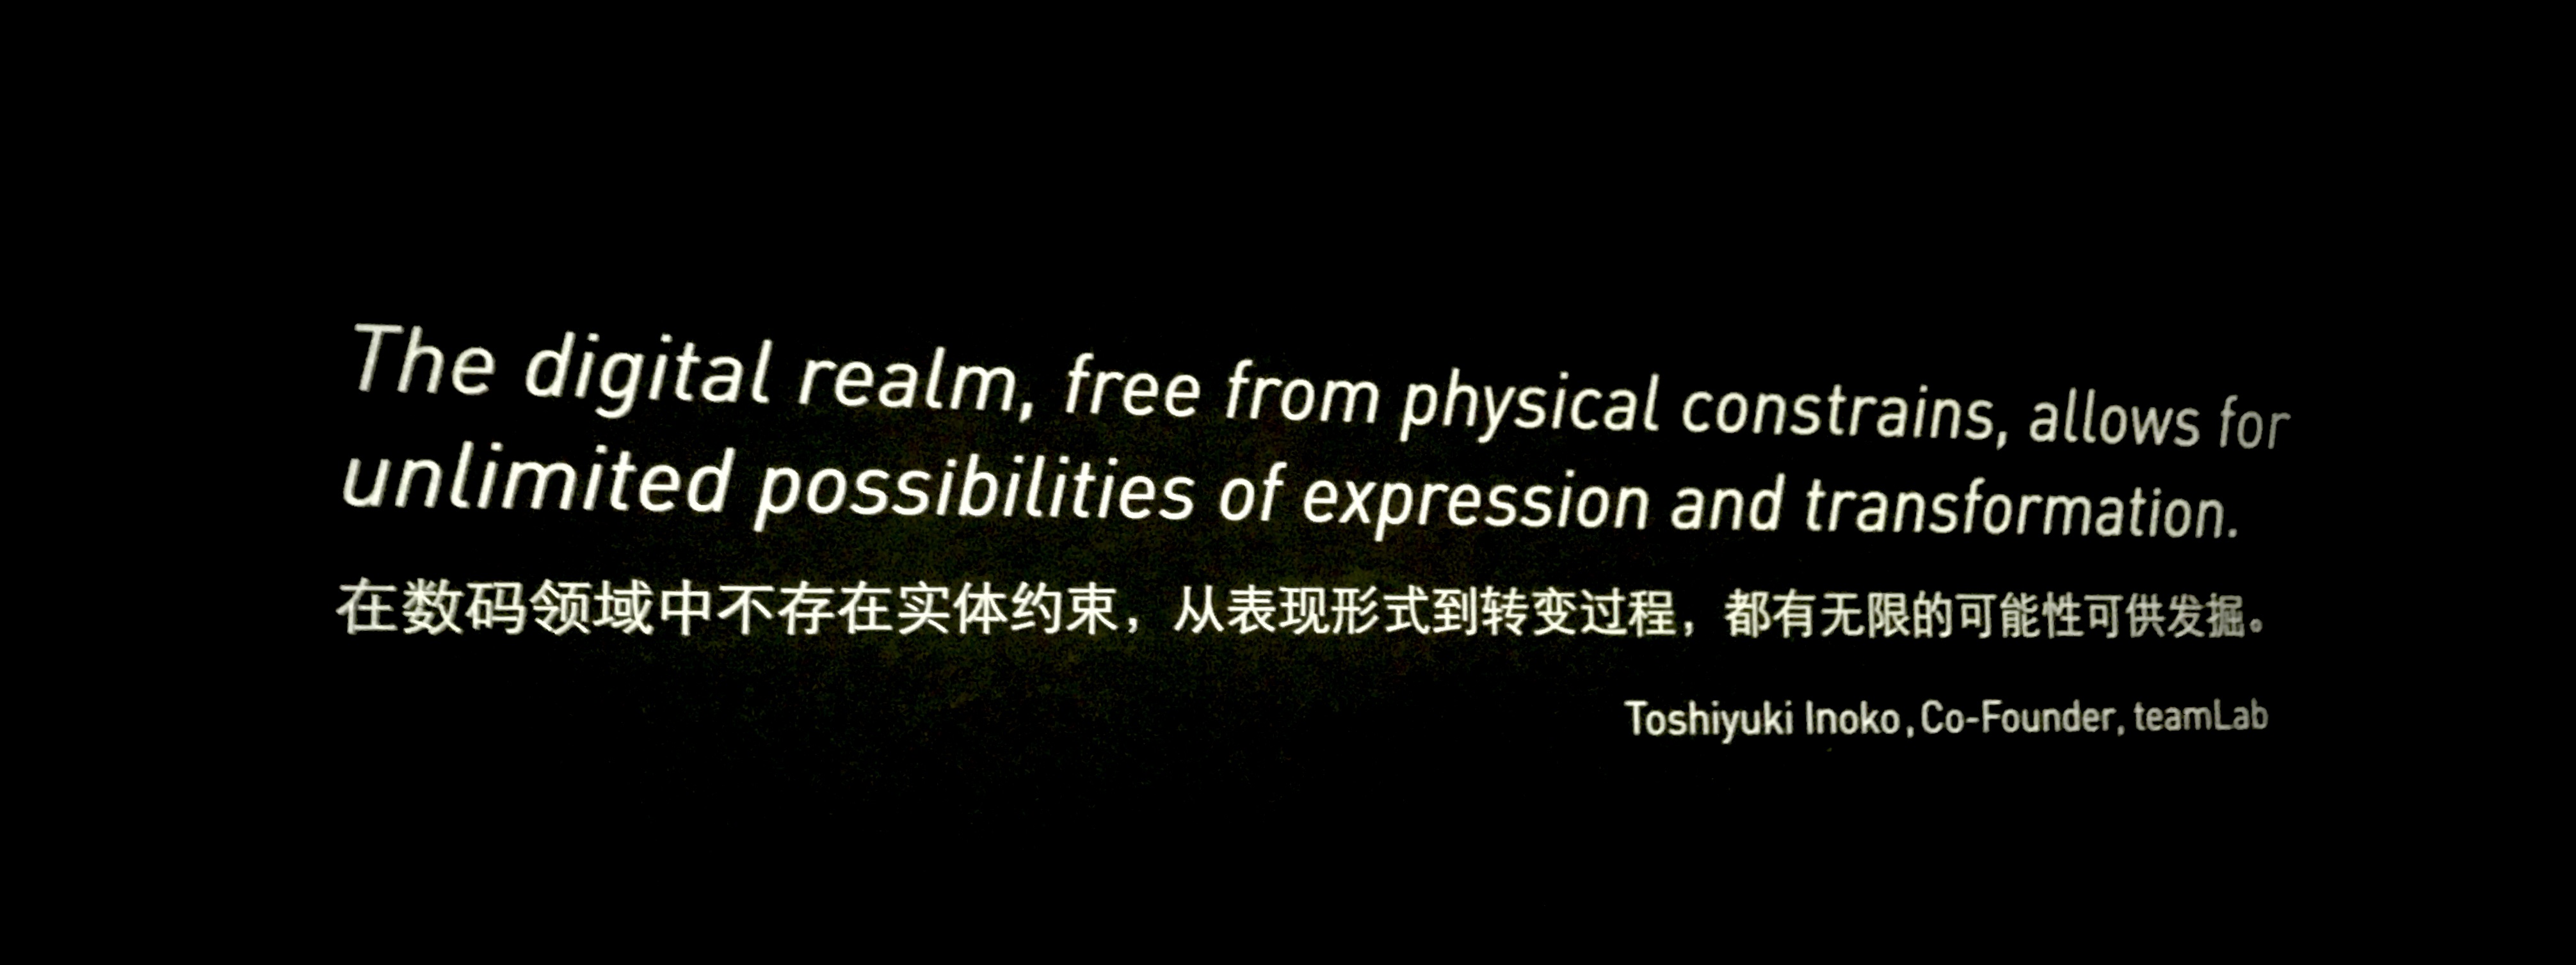 The digital realm, free from physical constrains, allows for
unlimited possibilities of expression and transformation.
在数码领域中不存在实体约束，从表现形式到转变过程，都有无限的可能性可供发掘。
Toshiyuki Inoko, Co-Founder, teamLab